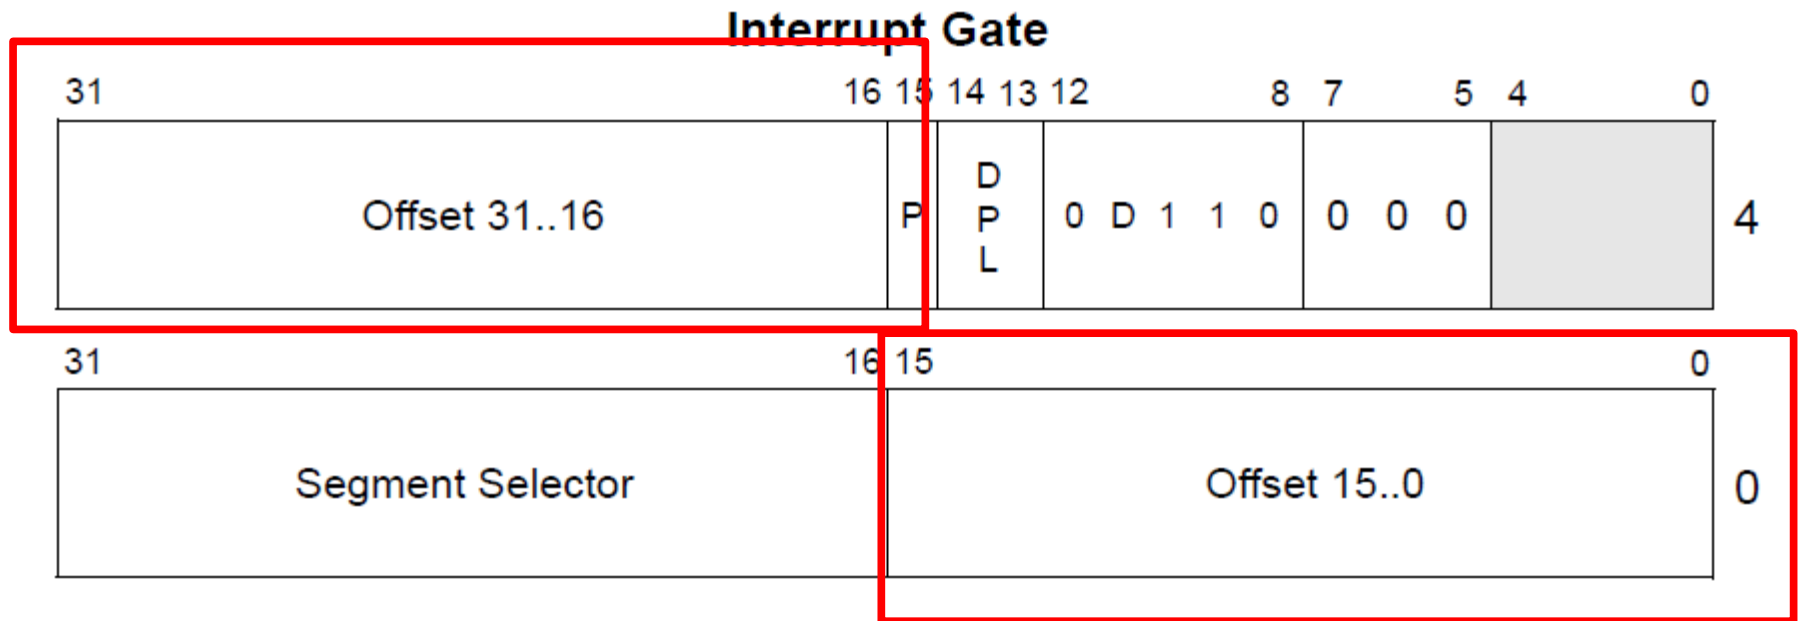 Interrupt Gate
31 16 15 14 13 12 8 7 5 4 0
Offset 31..16 P D P L 0 D 1 1 0 0 0 0 4
31 16 15 0
Segment Selector Offset 15..0 0